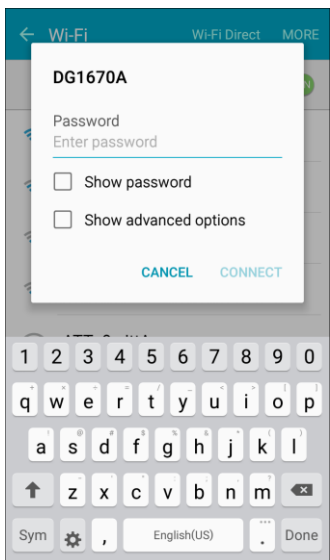 Wi-Fi Wi-Fi Direct MORE
DG1670A
Password
Enter password
Show password
Show advanced options
CANCEL CONNECT
1 2 3 4 5 6 7 8 9 0
q w e r t y u i o p
a s d f g h j k l
z x c v b n m
Sym , English(US) . Done